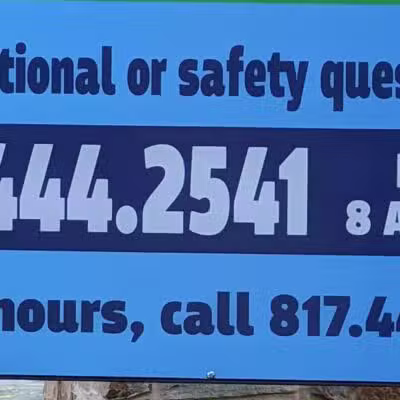 tional or safety ques
444.2541
8 A
hours, call 817.44